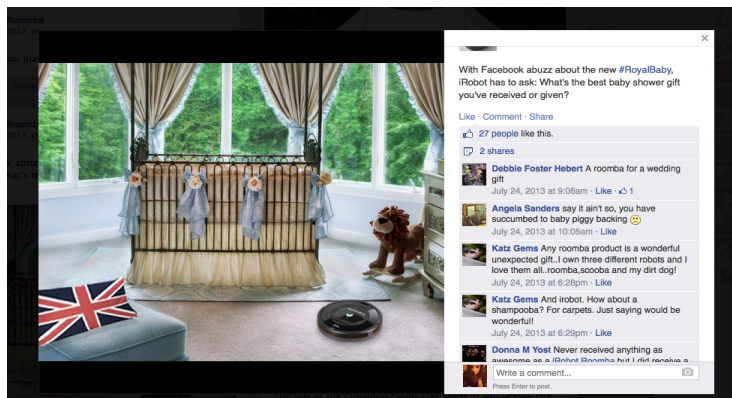 Roomba
2013
×
With Facebook abuzz about the new #RoyalBaby,
iRobot has to ask: What's the best baby shower gift
you've received or given?
Like · Comment · Share
27 people like this.
2 shares
Debbie Foster Hebert A roomba for a wedding
gift
July 24, 2013 at 9:06am · Like · 1
Angela Sanders say it ain't so, you have
succumbed to baby piggy backing
July 24, 2013 at 10:05am · Like
Katz Gems Any roomba product is a wonderful
unexpected gift..I own three different robots and I
love them all..roomba,scooba and my dirt dog!
July 24, 2013 at 6:28pm · Like
Katz Gems And irobot. How about a
shampooba? For carpets. Just saying would be
wonderful!
July 24, 2013 at 6:29pm · Like
Donna M Yost Never received anything as
awesome as a iRobot Roomba but I did receive a
Write a comment...
Press Enter to post.